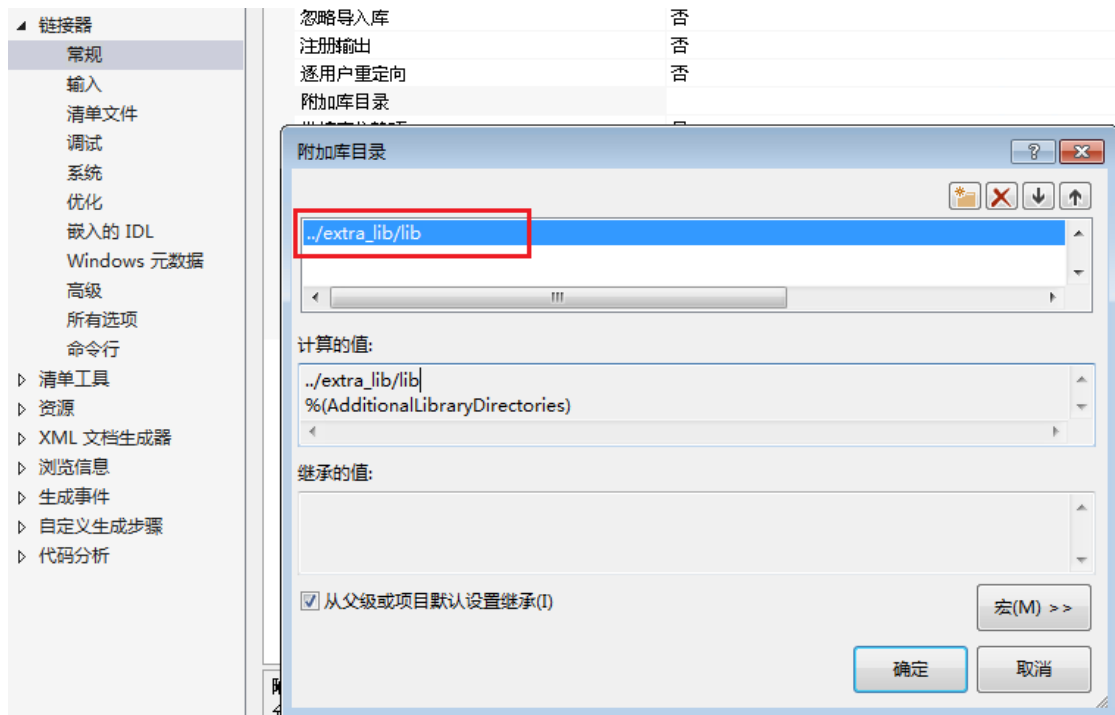 链接器
常规
输入
清单文件
调试
系统
优化
嵌入的 IDL
Windows 元数据
高级
所有选项
命令行
清单工具
资源
XML 文档生成器
浏览信息
生成事件
自定义生成步骤
代码分析
忽略导入库 否
注册输出 否
逐用户重定向 否
附加库目录
附加库目录
../extra_lib/lib
计算的值:
../extra_lib/lib
%(AdditionalLibraryDirectories)
继承的值:
从父级或项目默认设置继承(I)
宏(M) >>
确定 取消